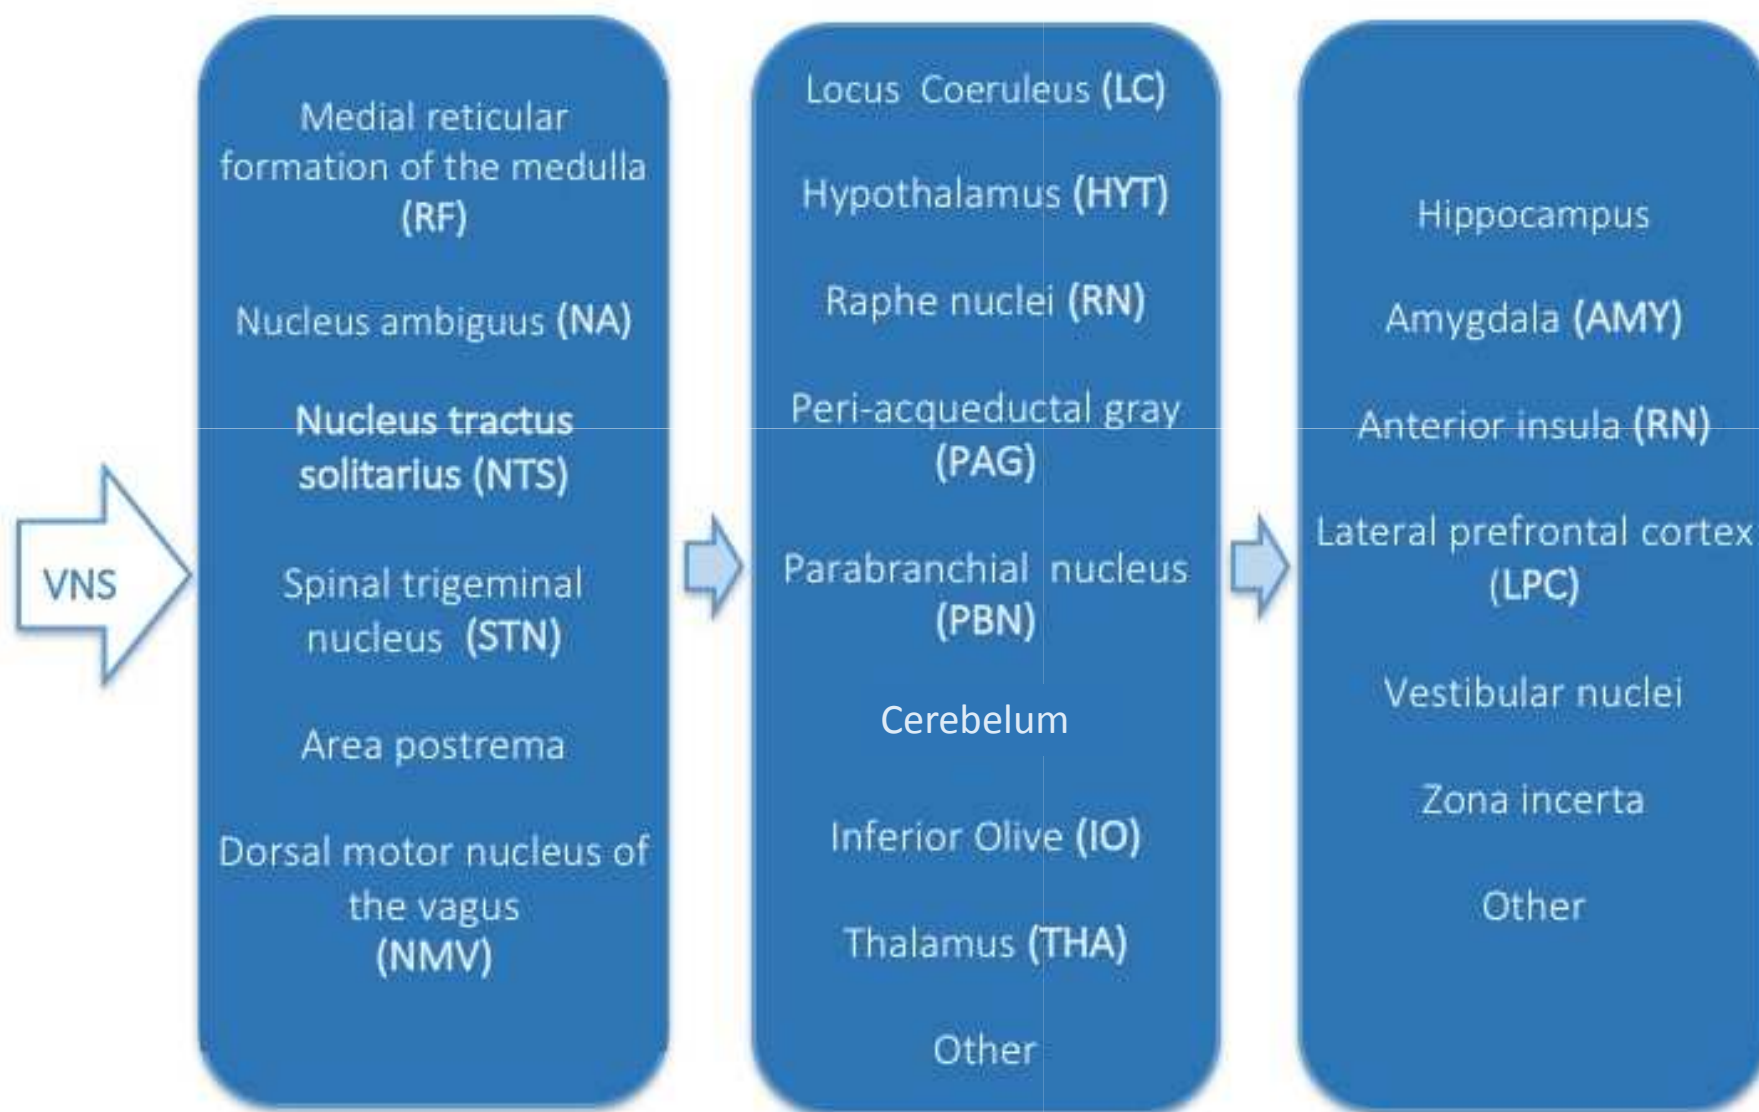 VNS
Medial reticular
formation of the medulla
(RF)
Nucleus ambiguus (NA)
Nucleus tractus
solitarius (NTS)
Spinal trigeminal
nucleus (STN)
Area postrema
Dorsal motor nucleus of
the vagus
(NMV)
Locus Coeruleus (LC)
Hypothalamus (HYT)
Raphe nuclei (RN)
Peri-acqueductal gray
(PAG)
Parabranchial nucleus
(PBN)
Cerebelum
Inferior Olive (IO)
Thalamus (THA)
Other
Hippocampus
Amygdala (AMY)
Anterior insula (RN)
Lateral prefrontal cortex
(LPC)
Vestibular nuclei
Zona incerta
Other